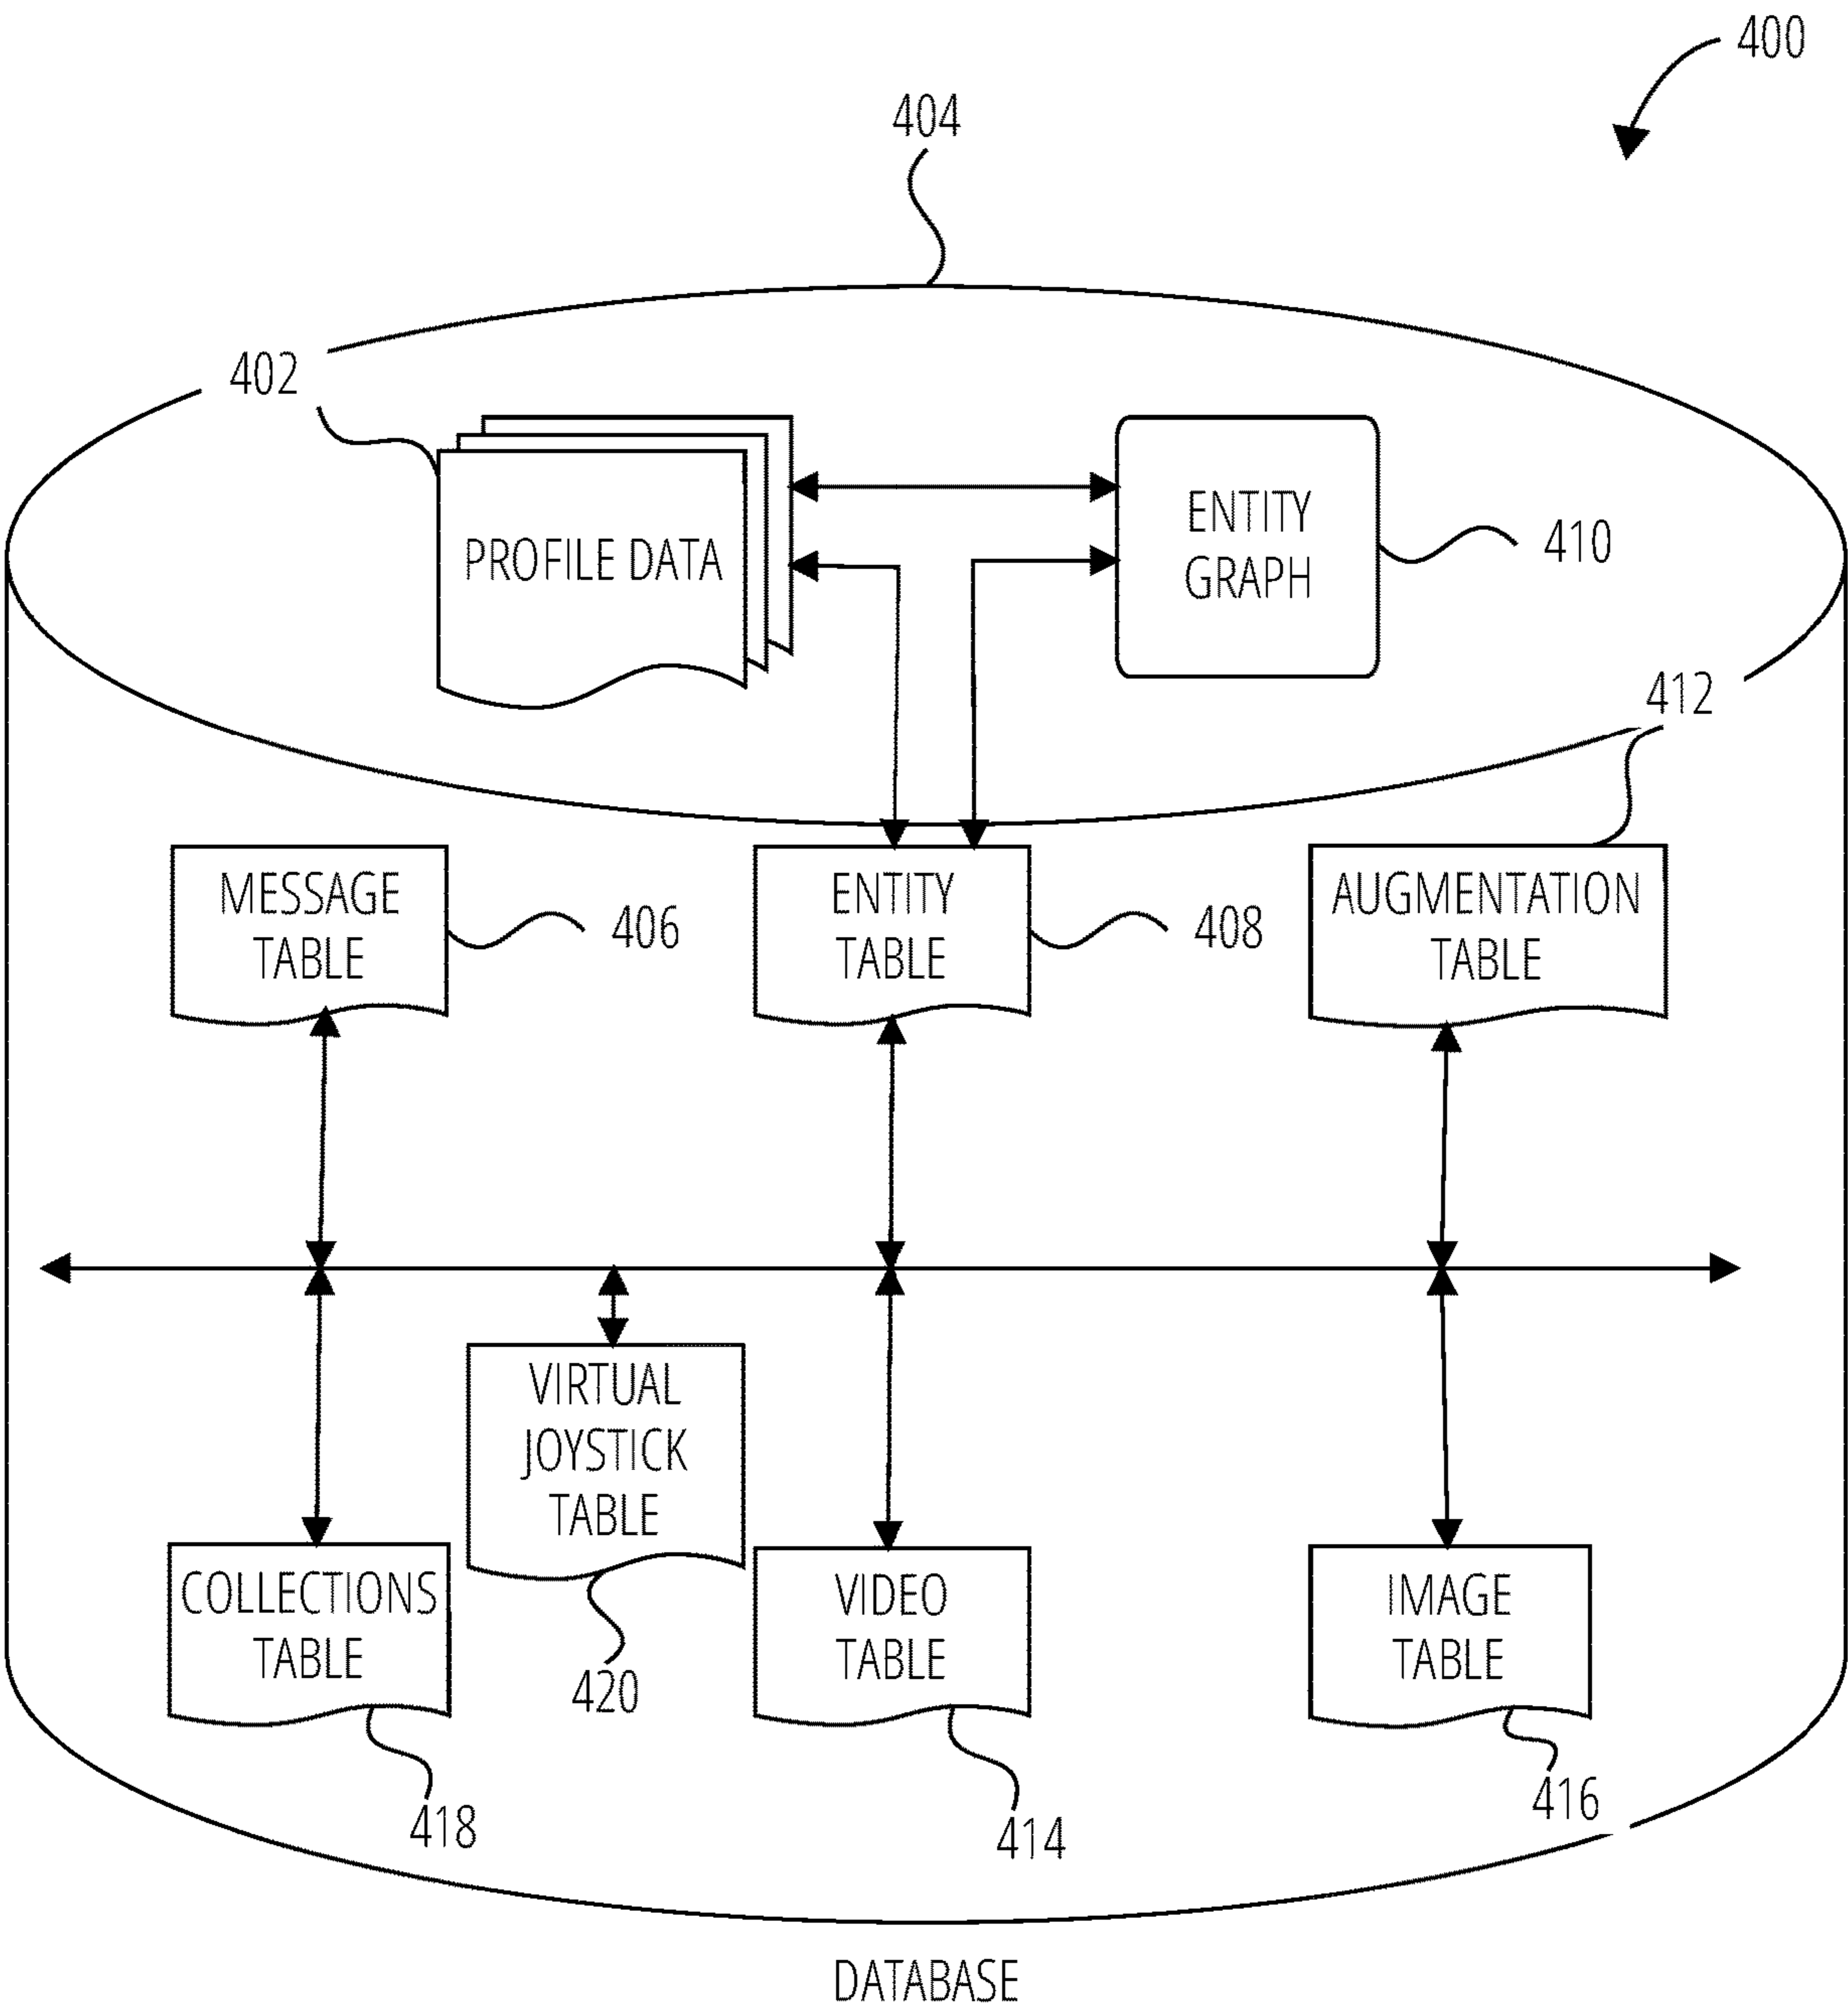 400
404
402
PROFILE DATA
ENTITY
GRAPH
410
412
MESSAGE
TABLE
406
ENTITY
TABLE
408
AUGMENTATION
TABLE
VIRTUAL
JOYSTICK
TABLE
420
COLLECTIONS
TABLE
418
VIDEO
TABLE
414
IMAGE
TABLE
416
DATABASE